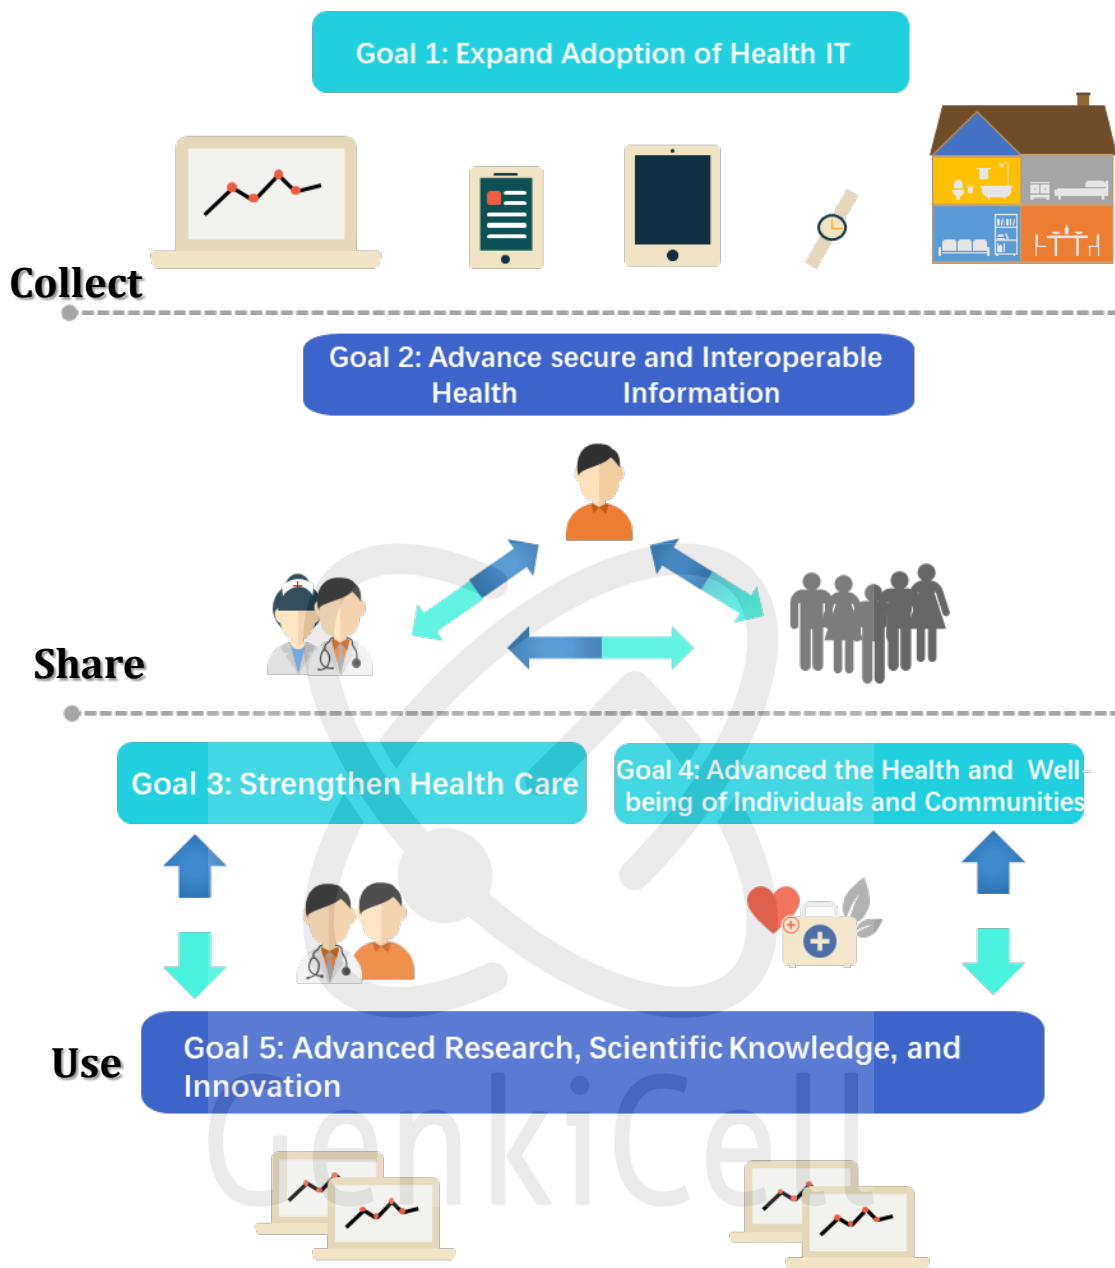 Goal 1: Expand Adoption of Health IT
Collect
Goal 2: Advance secure and Interoperable
Health Information
Share
Goal 3: Strengthen Health Care
Goal 4: Advanced the Health and Well-
being of Individuals and Communities
Use
Goal 5: Advanced Research, Scientific Knowledge, and
Innovation
GenkiCell